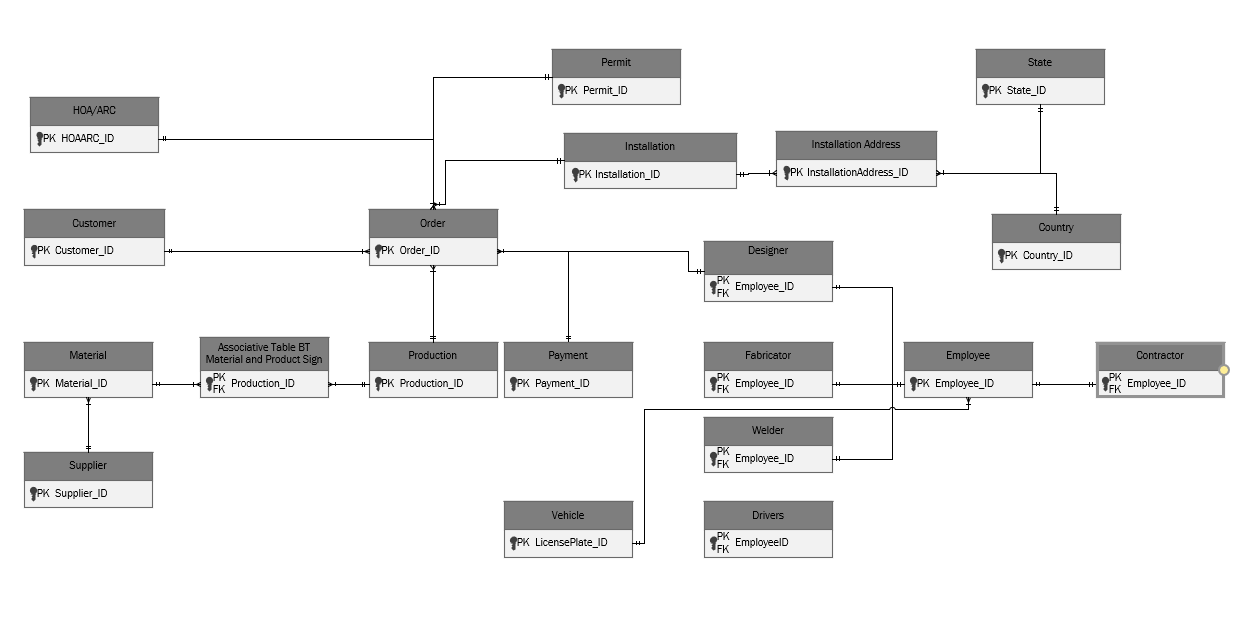 Permit
PK Permit_ID
State
PK State_ID
HOA/ARC
PK HOAARC_ID
Installation
PK Installation_ID
Installation Address
PK InstallationAddress_ID
Customer
PK Customer_ID
Order
PK Order_ID
Country
PK Country_ID
Designer
PK
FK Employee_ID
Material
PK Material_ID
Associative Table BT
Material and Product Sign
PK
FK Production_ID
Production
PK Production_ID
Payment
PK Payment_ID
Fabricator
PK
FK Employee_ID
Employee
PK Employee_ID
Contractor
PK
FK Employee_ID
Welder
PK
FK Employee_ID
Supplier
PK Supplier_ID
Vehicle
PK LicensePlate_ID
Drivers
PK
FK EmployeeID